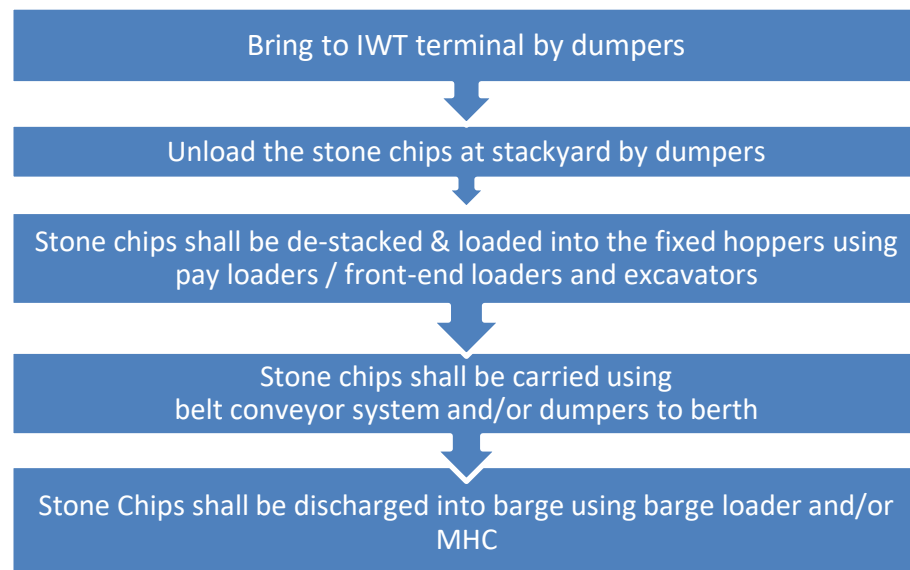 Bring to IWT terminal by dumpers
Unload the stone chips at stackyard by dumpers
Stone chips shall be de-stacked & loaded into the fixed hoppers using
pay loaders / front-end loaders and excavators
Stone chips shall be carried using
belt conveyor system and/or dumpers to berth
Stone Chips shall be discharged into barge using barge loader and/or
MHC